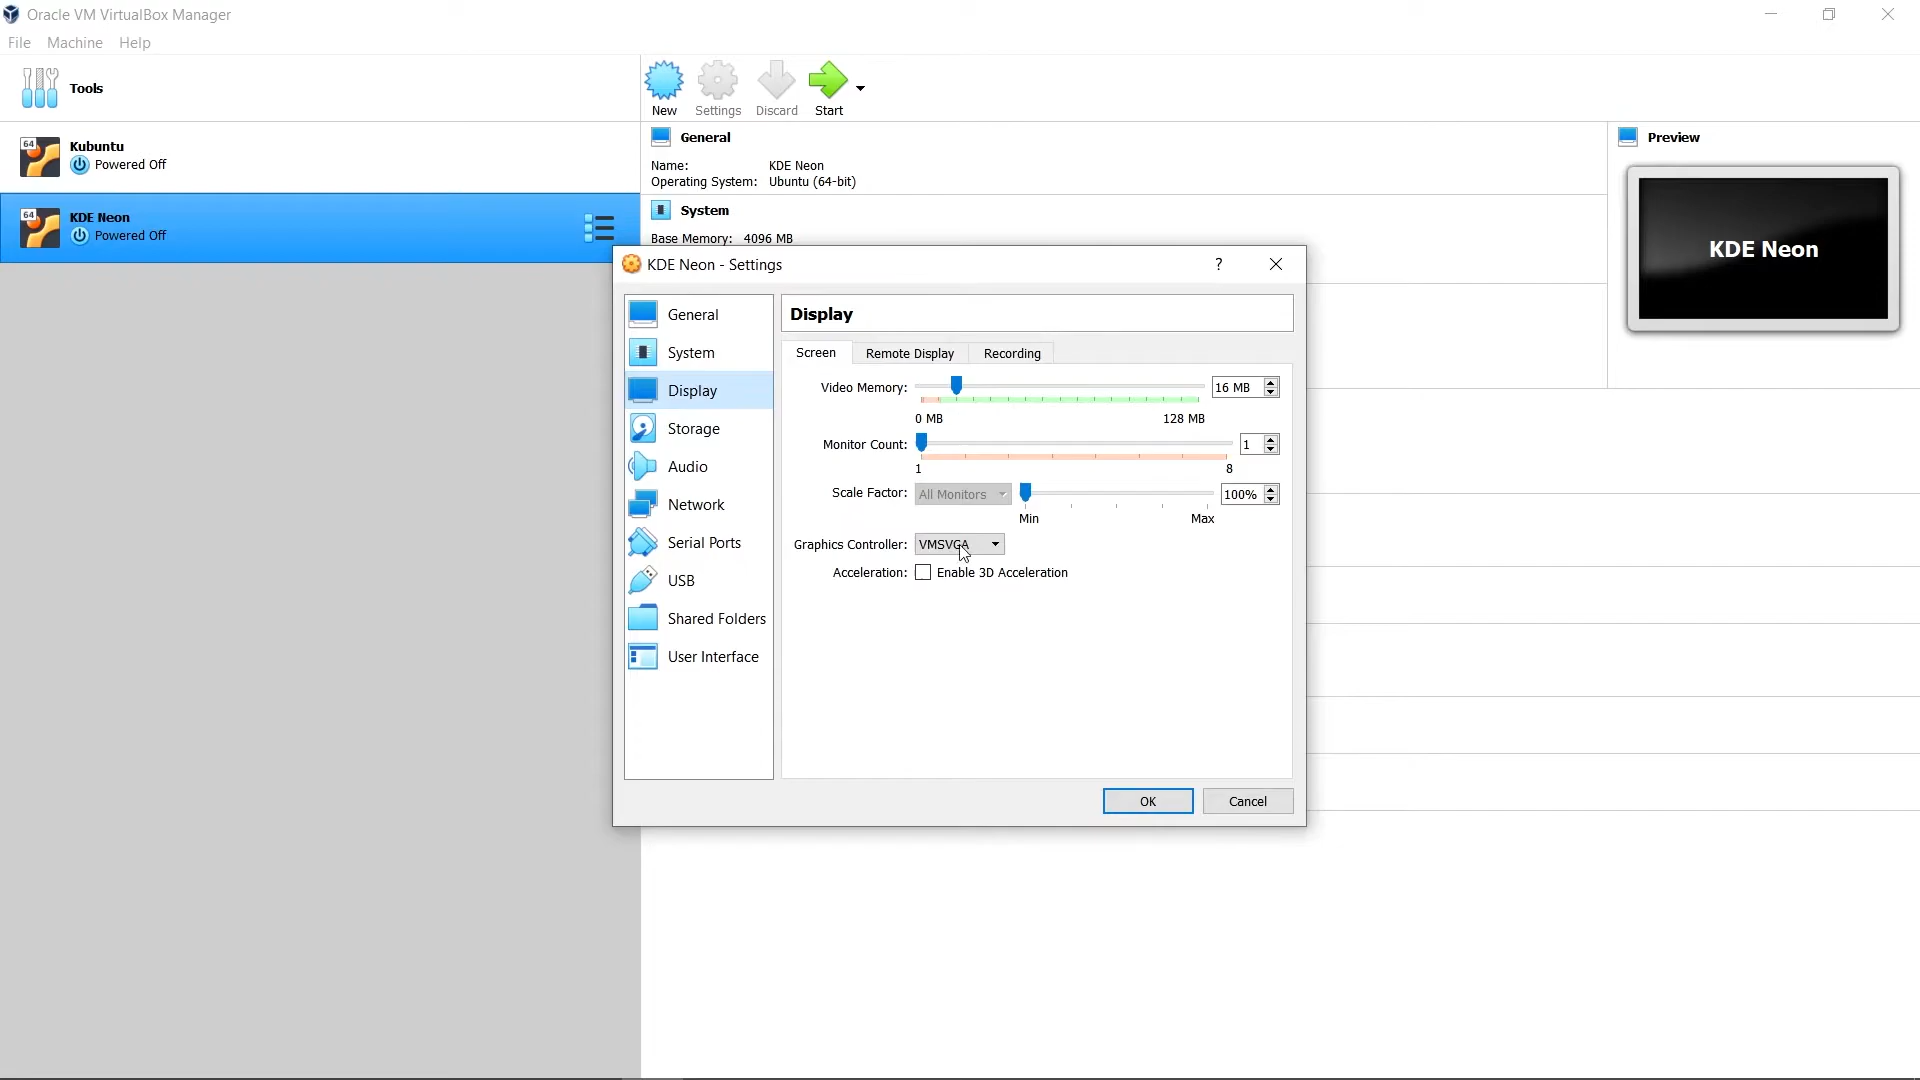 Oracle VM VirtualBox Manager
File Machine Help
Tools
New Settings Discard Start
64 Kubuntu
Powered Off
64 KDE Neon
Powered Off
General
Name: KDE Neon
Operating System: Ubuntu (64-bit)
System
Base Memory: 4096 MB
Preview
KDE Neon
KDE Neon - Settings ?
General
System
Display
Storage
Audio
Network
Serial Ports
USB
Shared Folders
User Interface
Display
Screen Remote Display Recording
Video Memory: 16 MB
0 MB 128 MB
Monitor Count: 1
1 8
Scale Factor: All Monitors 100%
Min Max
Graphics Controller: VMSVGA
Acceleration: Enable 3D Acceleration
OK Cancel